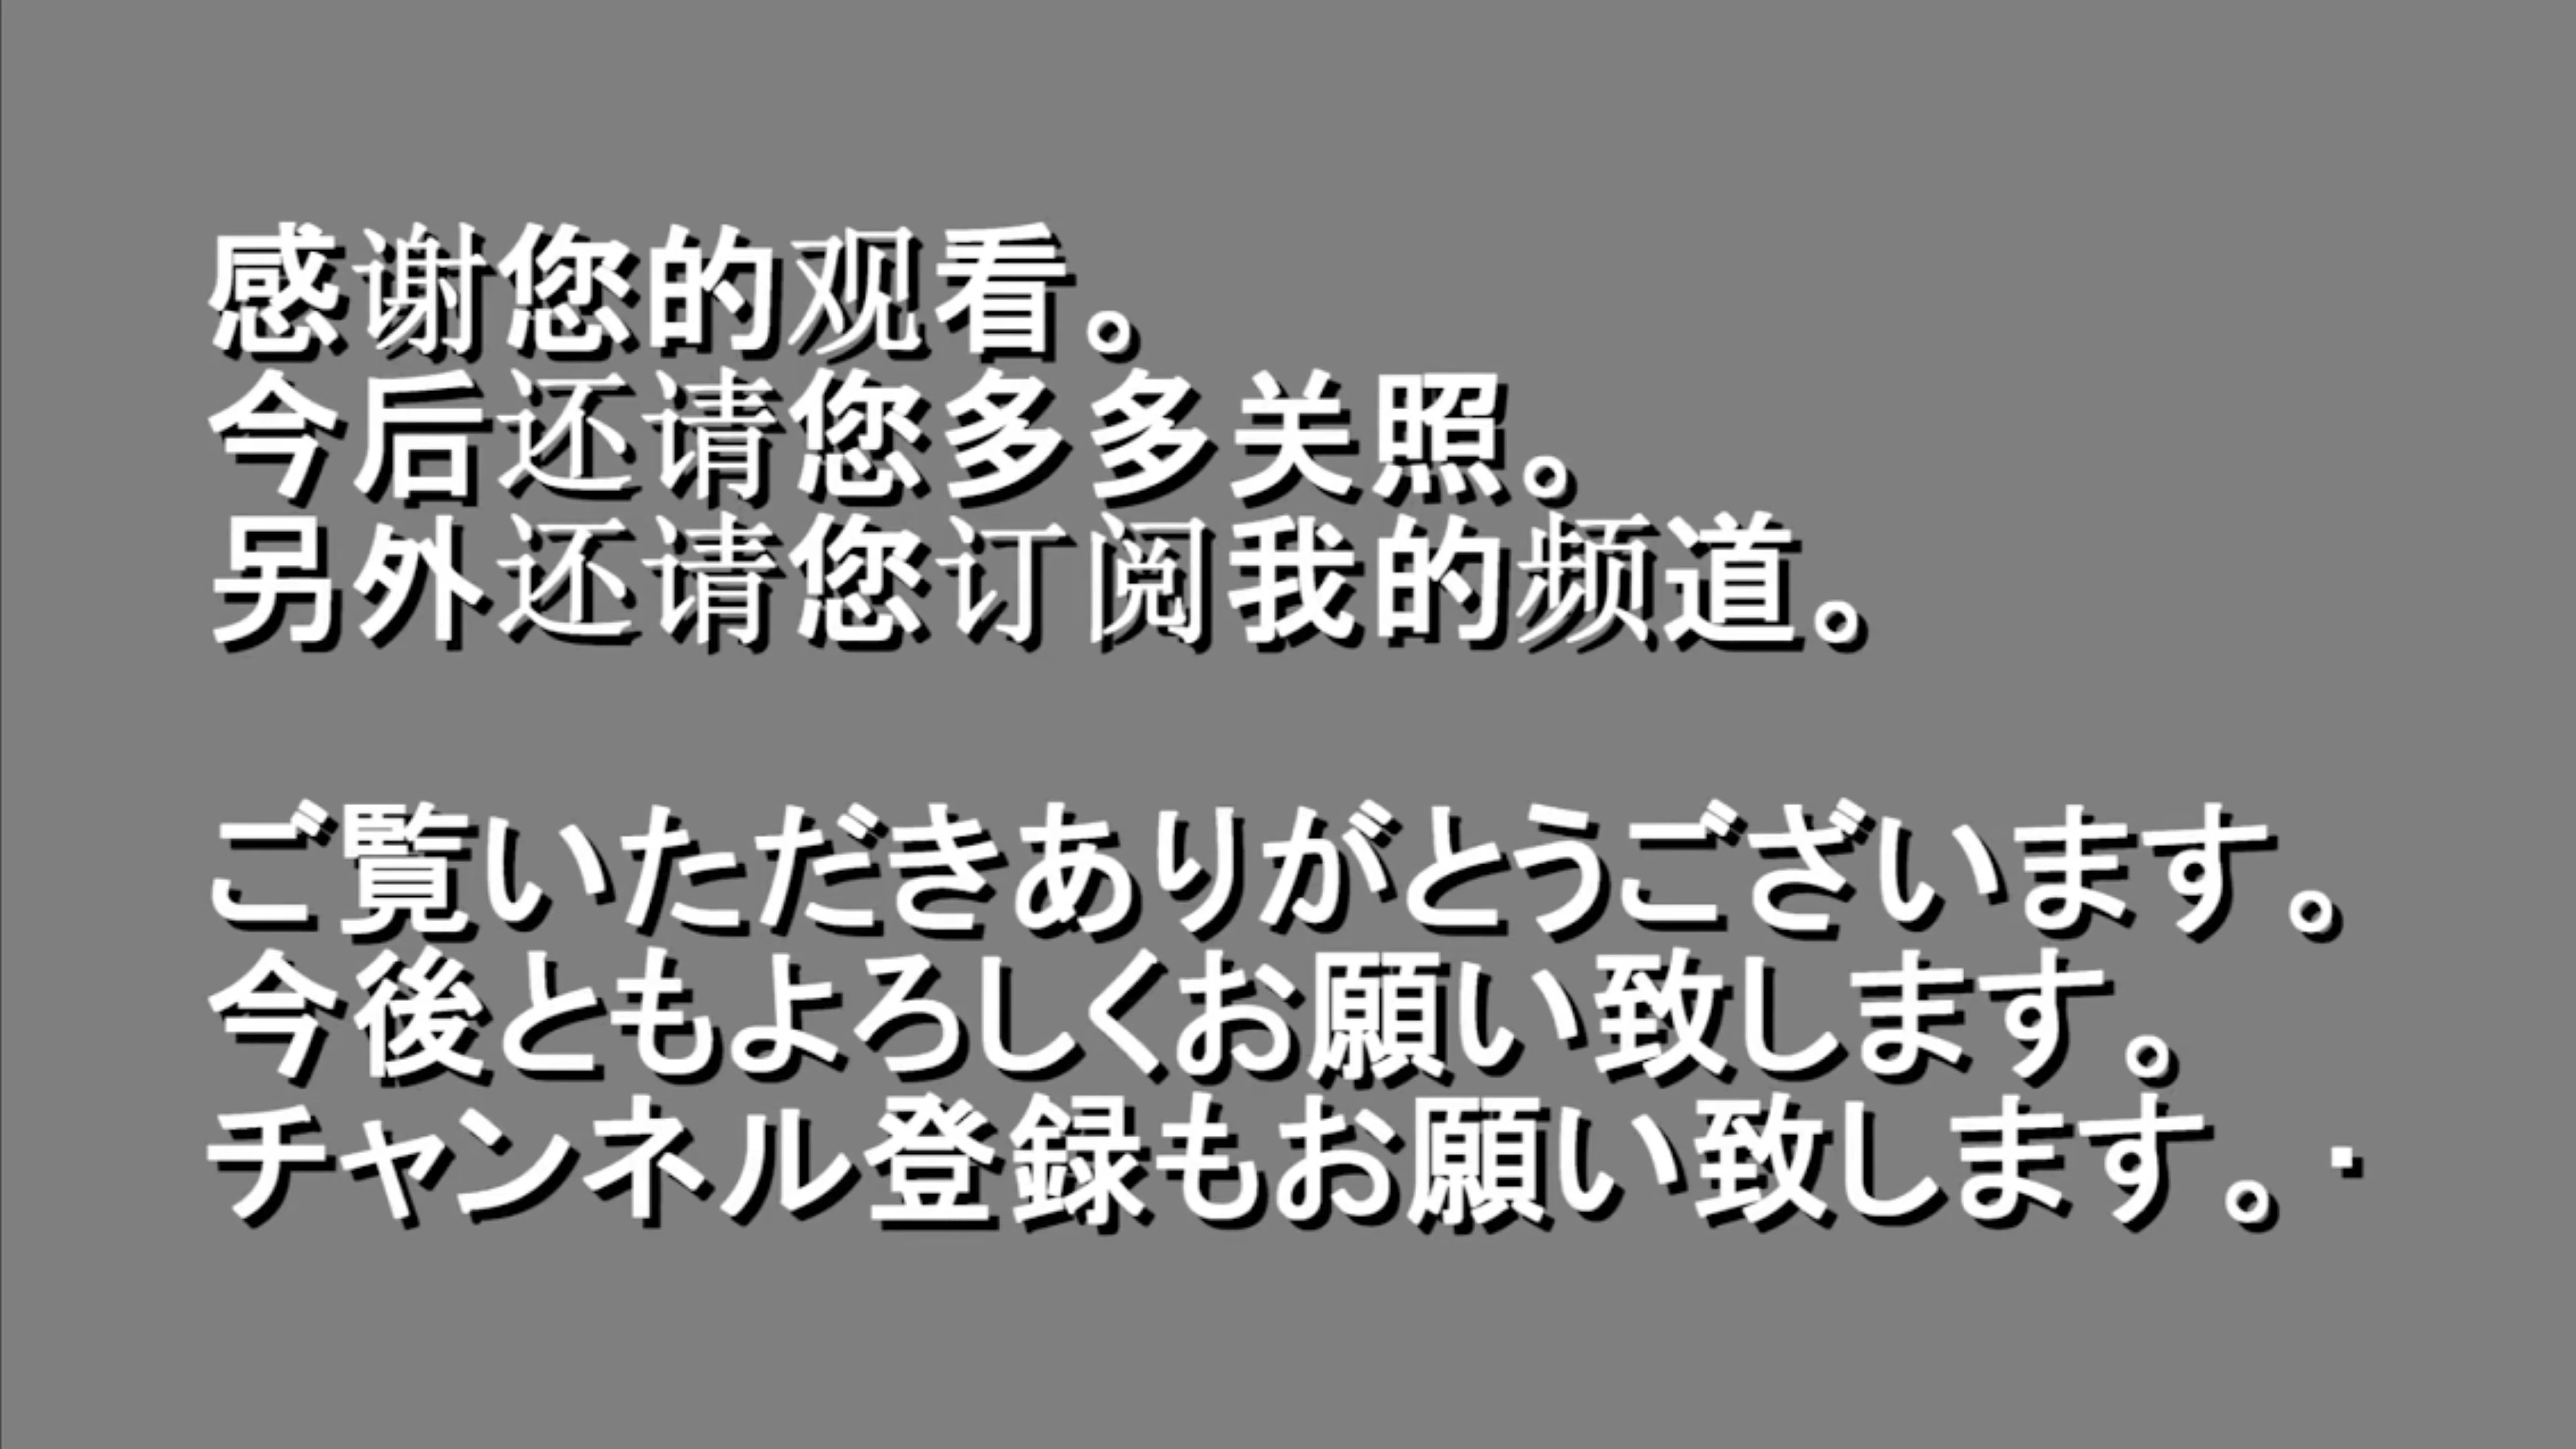 感谢您的观看。
今后还请您多多关照。
另外还请您订阅我的频道。
ご覧いただきありがとうございます。
今後ともよろしくお願い致します。
チャンネル登録もお願い致します。·